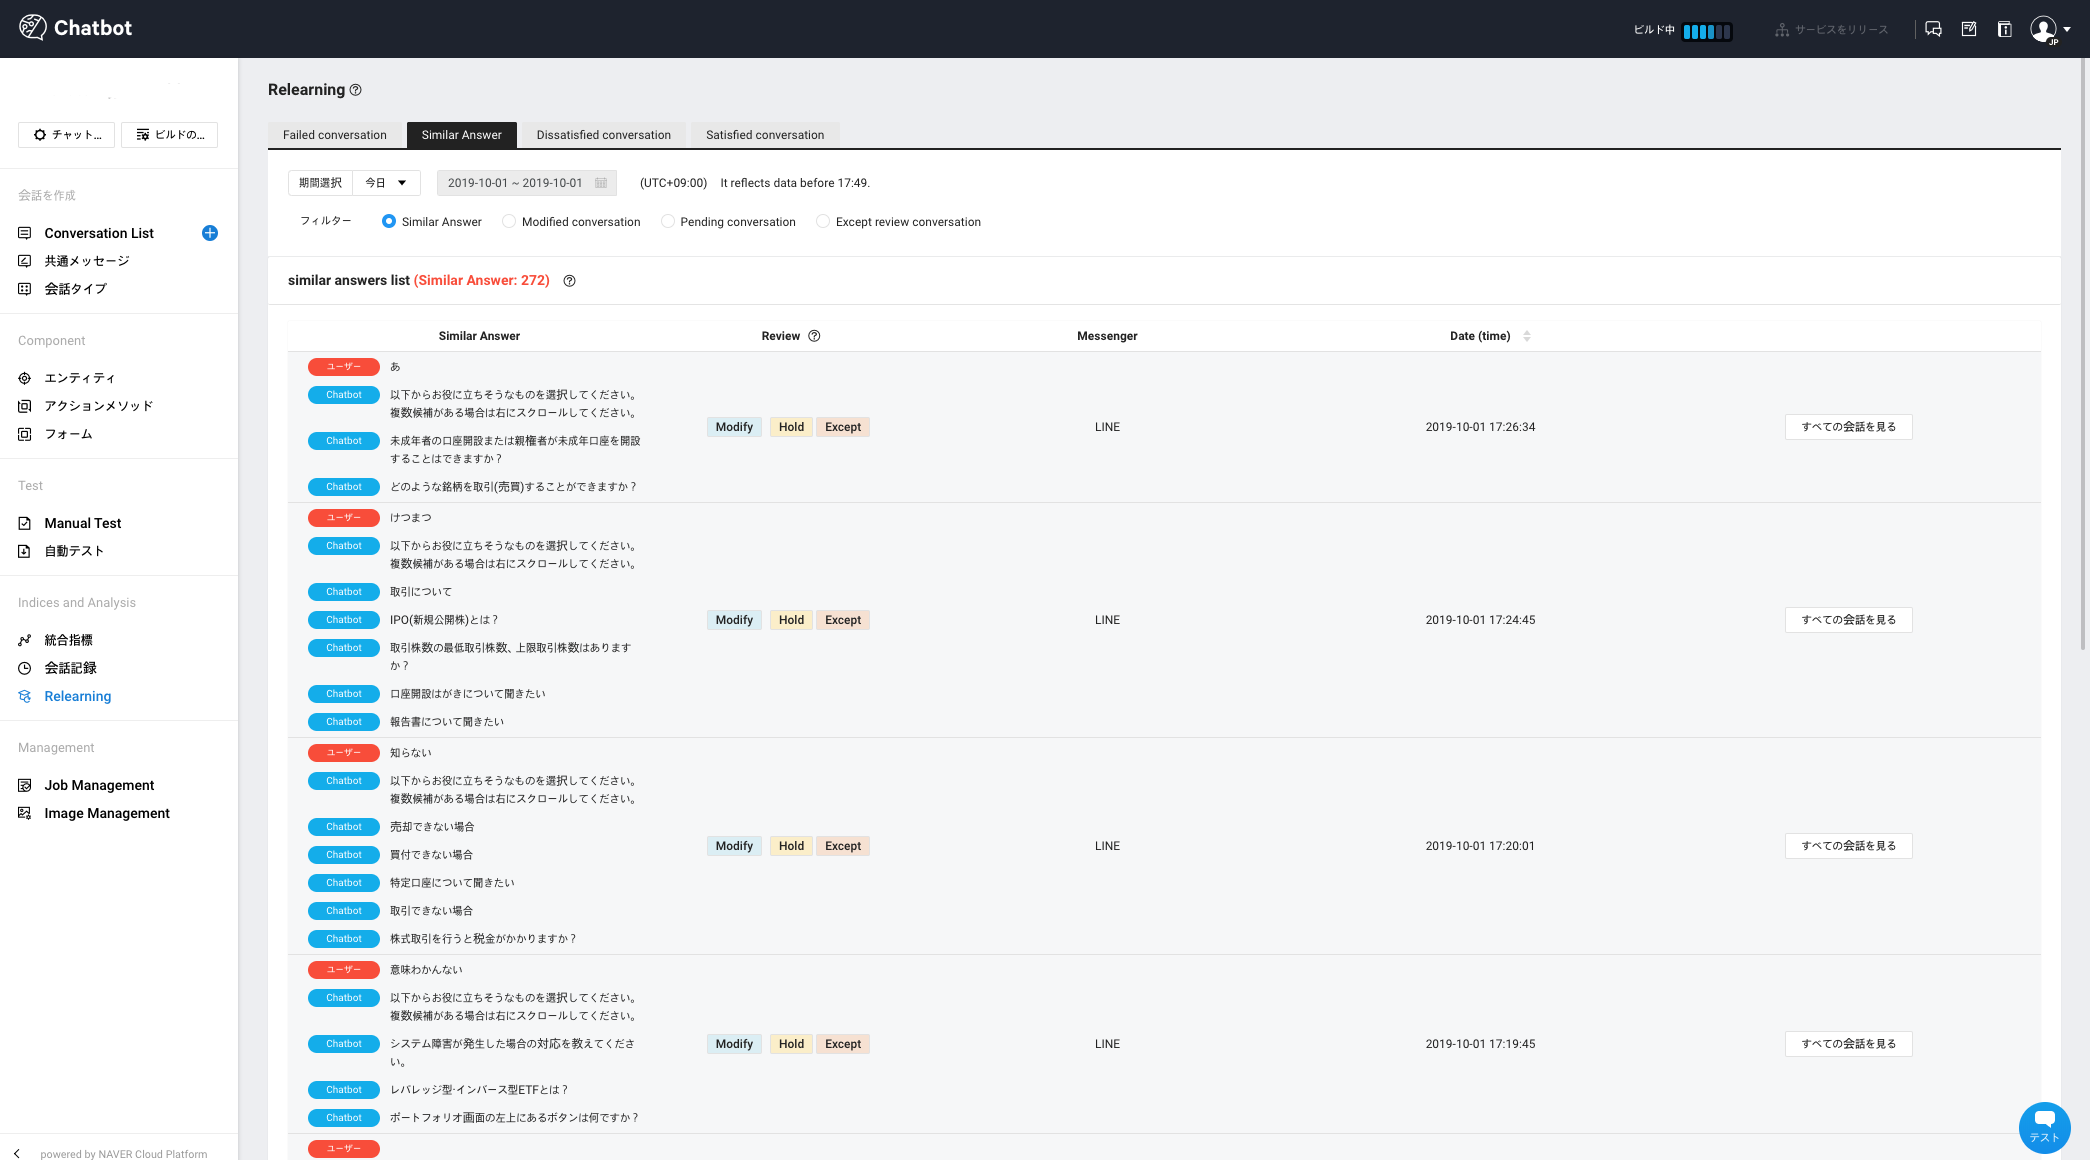 Chatbot
ビルド中
サービスをリリース
JP
チャット...
ビルドの...
会話を作成
Conversation List
共通メッセージ
会話タイプ
Component
エンティティ
アクションメソッド
フォーム
Test
Manual Test
自動テスト
Indices and Analysis
統合指標
会話記録
Relearning
Management
Job Management
Image Management
powered by NAVER Cloud Platform
Relearning
Failed conversation
Similar Answer
Dissatisfied conversation
Satisfied conversation
期間選択 今日
2019-10-01 ~ 2019-10-01
(UTC+09:00) It reflects data before 17:49.
フィルター
Similar Answer
Modified conversation
Pending conversation
Except review conversation
similar answers list (Similar Answer: 272)
Similar Answer Review Messenger Date (time)
ユーザー あ
Chatbot 以下からお役に立ちそうなものを選択してください。
複数候補がある場合は右にスクロールしてください。
Chatbot 未成年者の口座開設または親権者が未成年口座を開設
することはできますか？
Chatbot どのような銘柄を取引(売買)することができますか？
Modify Hold Except LINE 2019-10-01 17:26:34 すべての会話を見る
ユーザー けつまつ
Chatbot 以下からお役に立ちそうなものを選択してください。
複数候補がある場合は右にスクロールしてください。
Chatbot 取引について
Chatbot IPO(新規公開株)とは？
Chatbot 取引株数の最低取引株数、上限取引株数はあります
か？
Chatbot 口座開設はがきについて聞きたい
Chatbot 報告書について聞きたい
Modify Hold Except LINE 2019-10-01 17:24:45 すべての会話を見る
ユーザー 知らない
Chatbot 以下からお役に立ちそうなものを選択してください。
複数候補がある場合は右にスクロールしてください。
Chatbot 売却できない場合
Chatbot 買付できない場合
Chatbot 特定口座について聞きたい
Chatbot 取引できない場合
Chatbot 株式取引を行うと税金がかかりますか？
Modify Hold Except LINE 2019-10-01 17:20:01 すべての会話を見る
ユーザー 意味わかんない
Chatbot 以下からお役に立ちそうなものを選択してください。
複数候補がある場合は右にスクロールしてください。
Chatbot システム障害が発生した場合の対応を教えてくださ
い。
Chatbot レバレッジ型･インバース型ETFとは？
Chatbot ポートフォリオ画面の左上にあるボタンは何ですか？
Modify Hold Except LINE 2019-10-01 17:19:45 すべての会話を見る
ユーザー
テスト